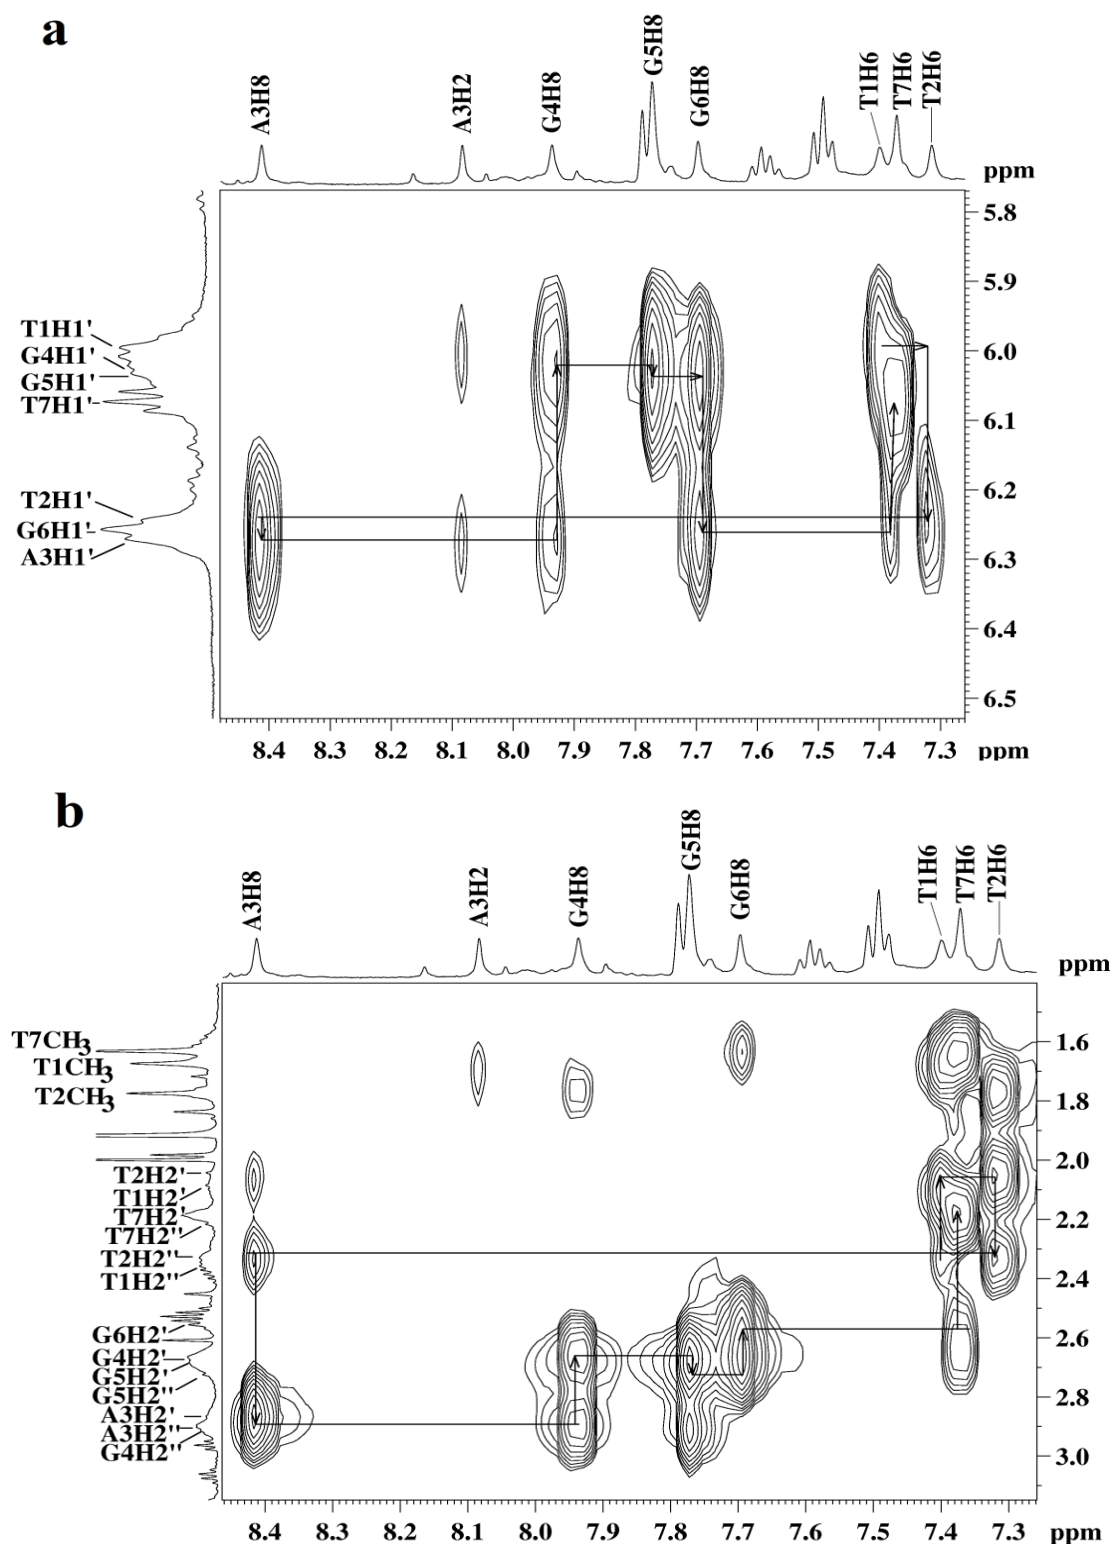 a
A3H8
A3H2
G4H8
G5H8
G6H8
T1H6
T7H6
T2H6
ppm
5.8
5.9
6.0
6.1
6.2
6.3
6.4
6.5
T1H1'
G4H1'
G5H1'
T7H1'
T2H1'
G6H1'
A3H1'
8.4 8.3 8.2 8.1 8.0 7.9 7.8 7.7 7.6 7.5 7.4 7.3 ppm
b
A3H8
A3H2
G4H8
G5H8
G6H8
T1H6
T7H6
T2H6
ppm
1.6
1.8
2.0
2.2
2.4
2.6
2.8
3.0
T7CH3
T1CH3
T2CH3
T2H2'
T1H2'
T7H2'
T7H2"
T2H2"
T1H2"
G6H2'
G4H2'
G5H2'
G5H2"
A3H2'
A3H2"
G4H2"
8.4 8.3 8.2 8.1 8.0 7.9 7.8 7.7 7.6 7.5 7.4 7.3 ppm